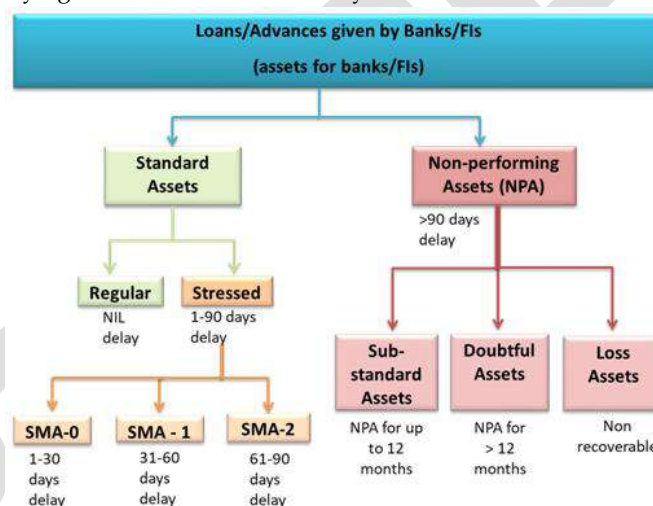 Loans/Advances given by Banks/FIs
(assets for banks/FIs)
Standard
Assets
Non-performing
Assets (NPA)
>90 days
delay
Regular
NIL
delay
Stressed
1-90 days
delay
Sub-
standard
Assets
NPA for up
to 12
months
Doubtful
Assets
NPA for
> 12
months
Loss
Assets
Non
recoverable
SMA-0
1-30
days
delay
SMA - 1
31-60
days
delay
SMA-2
61-90
days
delay